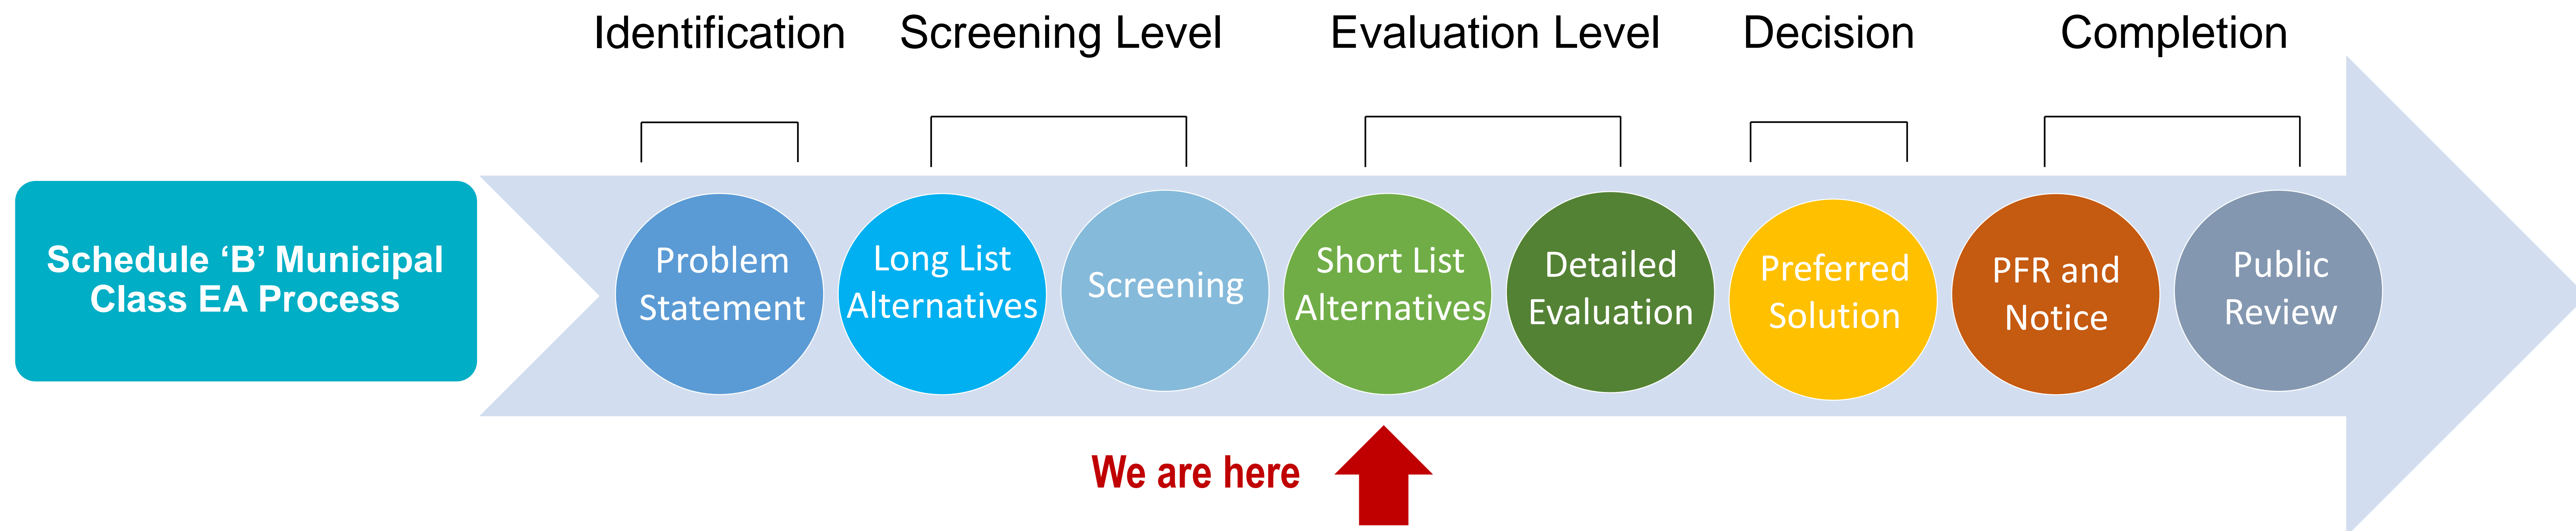 Identification
Screening Level
Evaluation Level
Decision
Completion
Schedule ‘B’ Municipal
Class EA Process
Problem
Statement
Long List
Alternatives
Screening
Short List
Alternatives
Detailed
Evaluation
Preferred
Solution
PFR and
Notice
Public
Review
We are here